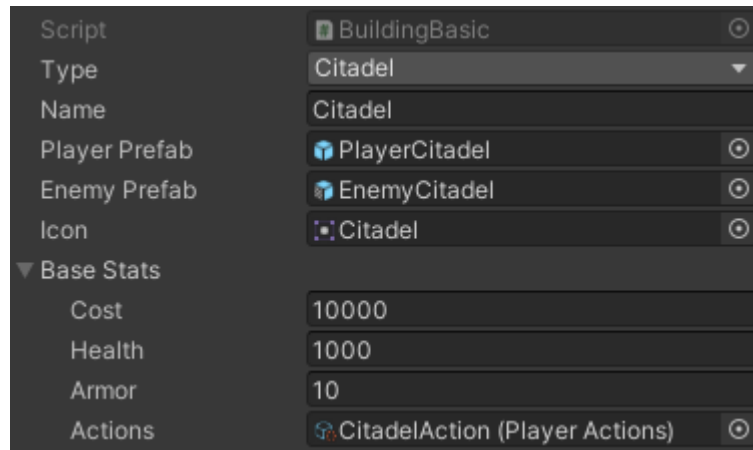 Script BuildingBasic
Type Citadel
Name Citadel
Player Prefab PlayerCitadel
Enemy Prefab EnemyCitadel
Icon Citadel
Base Stats
Cost 10000
Health 1000
Armor 10
Actions CitadelAction (Player Actions)